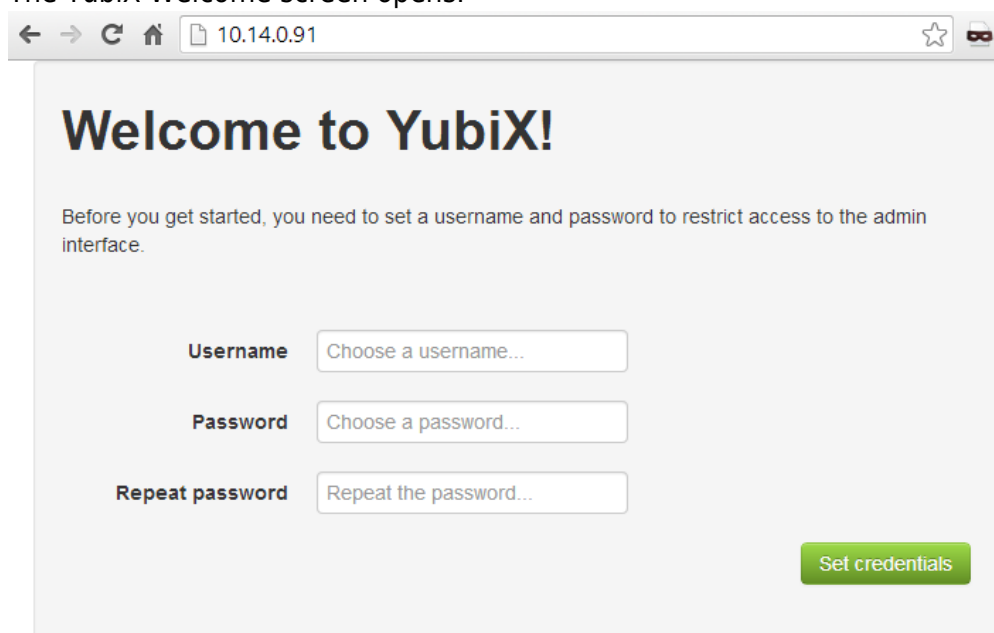 The YubiX Welcome screen opens.
10.14.0.91
Welcome to YubiX!
Before you get started, you need to set a username and password to restrict access to the admin
interface.
Username Choose a username...
Password Choose a password...
Repeat password Repeat the password...
Set credentials